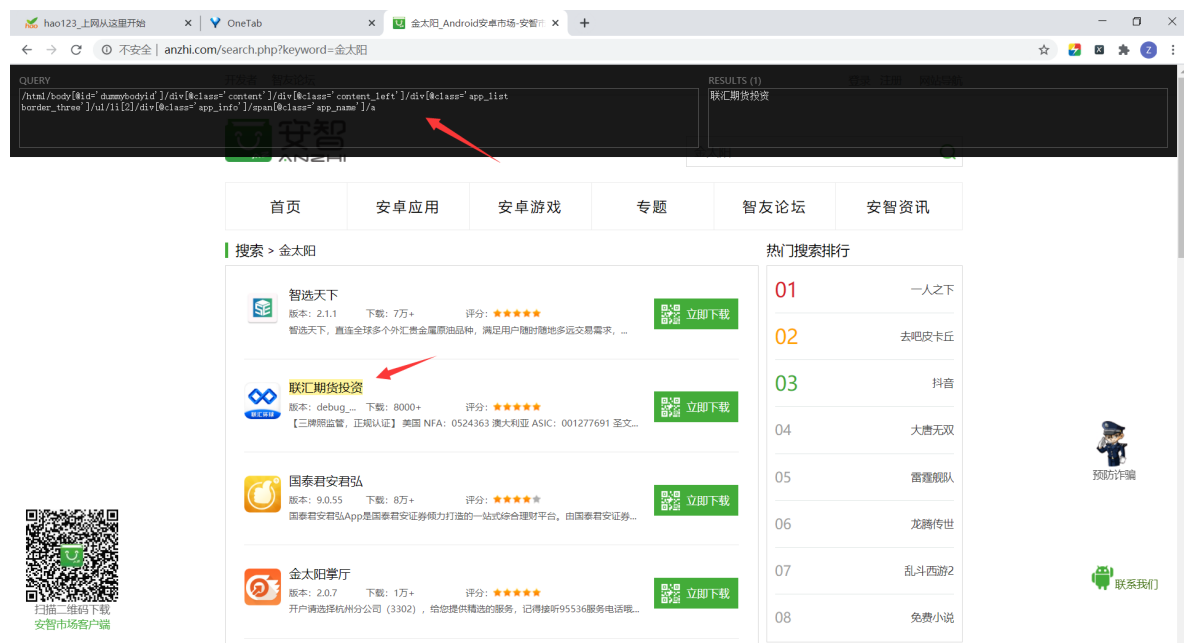 hao123_上网从这里开始
OneTab
金太阳_Android安卓市场-安智市
不安全 | anzhi.com/search.php?keyword=金太阳
Z
QUERY
/html/body[@id='dummybodyid']/div[@class='content']/div[@class='content_left']/div[@class='app_list
border_three']/ul/li[2]/div[@class='app_info']/span[@class='app_name']/a
RESULTS (1)
联汇期货投资
安智
首页
安卓应用
安卓游戏
专题
智友论坛
安智资讯
搜索 > 金太阳
智选天下
版本：2.1.1 下载：7万+ 评分：
智选天下，直连全球多个外汇贵金属原油品种，满足用户随时随地多远交易需求，...
立即下载
联汇期货投资
版本：debug_... 下载：8000+ 评分：
【三牌照监管，正规认证】 美国 NFA：0524363 澳大利亚 ASIC：001277691 圣文...
立即下载
联汇环球
国泰君安君弘
版本：9.0.55 下载：8万+ 评分：
国泰君安君弘App是国泰君安证券倾力打造的一站式综合理财平台。由国泰君安证券...
立即下载
金太阳掌厅
版本：2.0.7 下载：1万+ 评分：
开户请选择杭州分公司（3302），给您提供精选的服务，记得接听95536服务电话哦...
立即下载
热门搜索排行
01 一人之下
02 去吧皮卡丘
03 抖音
04 大唐无双
05 雷霆舰队
06 龙腾传世
07 乱斗西游2
08 免费小说
扫描二维码下载
安智市场客户端
预防诈骗
联系我们